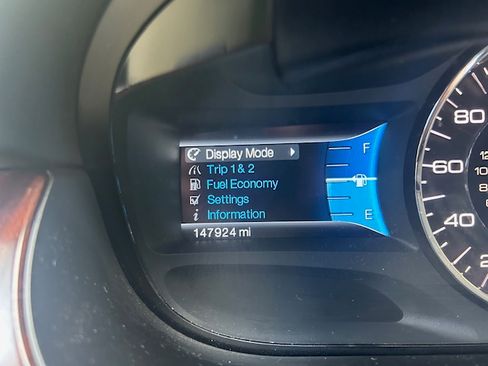 Display Mode
Trip 1 & 2
Fuel Economy
Settings
i Information
147924 mi
F
E
80
60
40